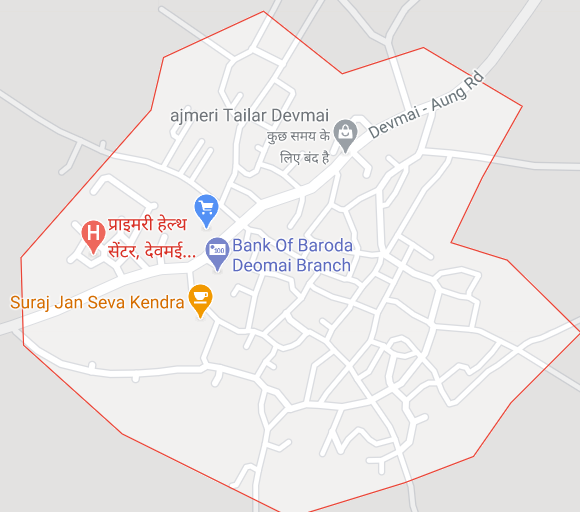 ajmeri Tailar Devmai
कुछ समय के
लिए बंद है
Devmai - Aung Rd
प्राइमरी हेल्थ
सेंटर, देवमई...
H
Bank Of Baroda
Deomai Branch
Suraj Jan Seva Kendra